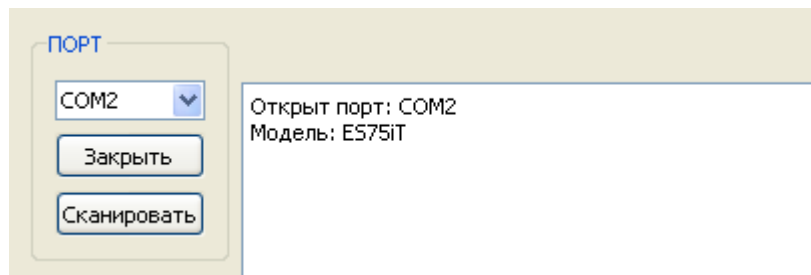 ПОРТ
COM2
Закрыть
Сканировать
Открыт порт: COM2
Модель: ES75iT